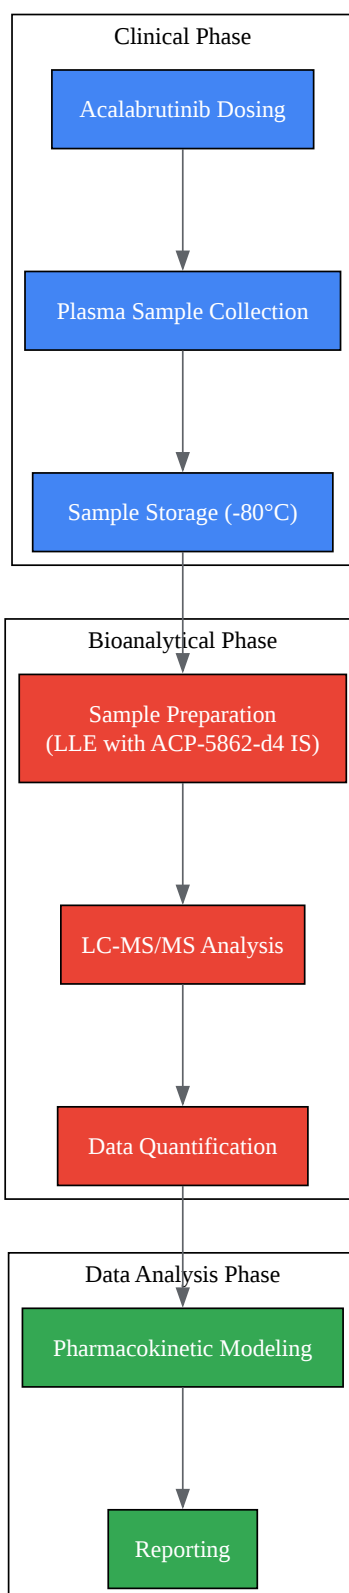 Clinical Phase
Acalabrutinib Dosing
Plasma Sample Collection
Sample Storage (-80°C)
Bioanalytical Phase
Sample Preparation
(LLE with ACP-5862-d4 IS)
LC-MS/MS Analysis
Data Quantification
Data Analysis Phase
Pharmacokinetic Modeling
Reporting